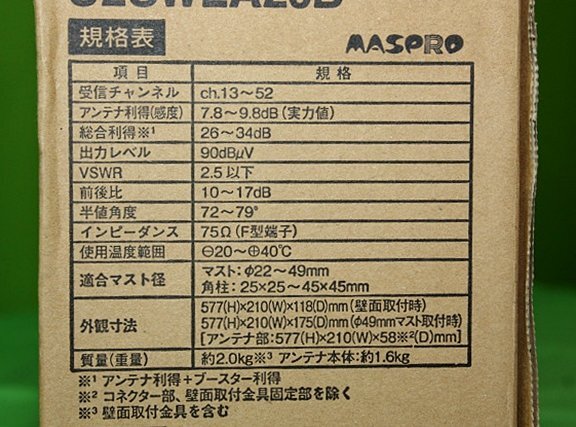 規格表
MASPRO
項目 規格
受信チャンネル ch.13～52
アンテナ利得(感度) 7.8～9.8dB(実力値)
総合利得※1 26～34dB
出力レベル 90dBμV
VSWR 2.5以下
前後比 10～17dB
半値角度 72～79°
インピーダンス 75Ω(F型端子)
使用温度範囲 ⊖20～⊕40℃
適合マスト径 マスト:φ22～49mm
角柱:25×25～45×45mm
外観寸法 577(H)×210(W)×118(D)mm(壁面取付時)
577(H)×210(W)×175(D)mm(φ49mmマスト取付時)
[アンテナ部:577(H)×210(W)×58※2(D)mm]
質量(重量) 約2.0kg※3 アンテナ本体:約1.6kg
※1 アンテナ利得+ブースター利得
※2 コネクター部、壁面取付金具固定部を除く
※3 壁面取付金具を含む